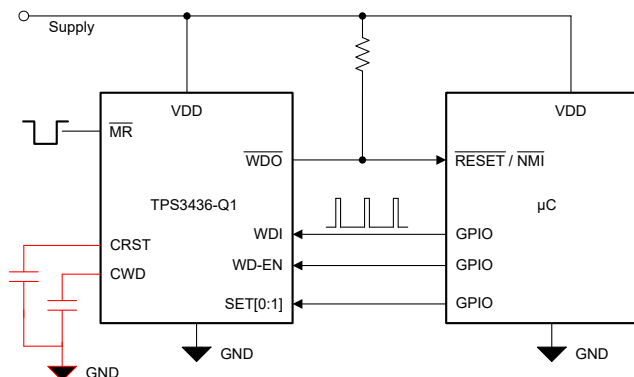 Supply
VDD
VDD
MR
WDO
RESET / NMI
TPS3436-Q1
µC
WDI
GPIO
CRST
WD-EN
GPIO
CWD
SET[0:1]
GPIO
GND
GND
GND